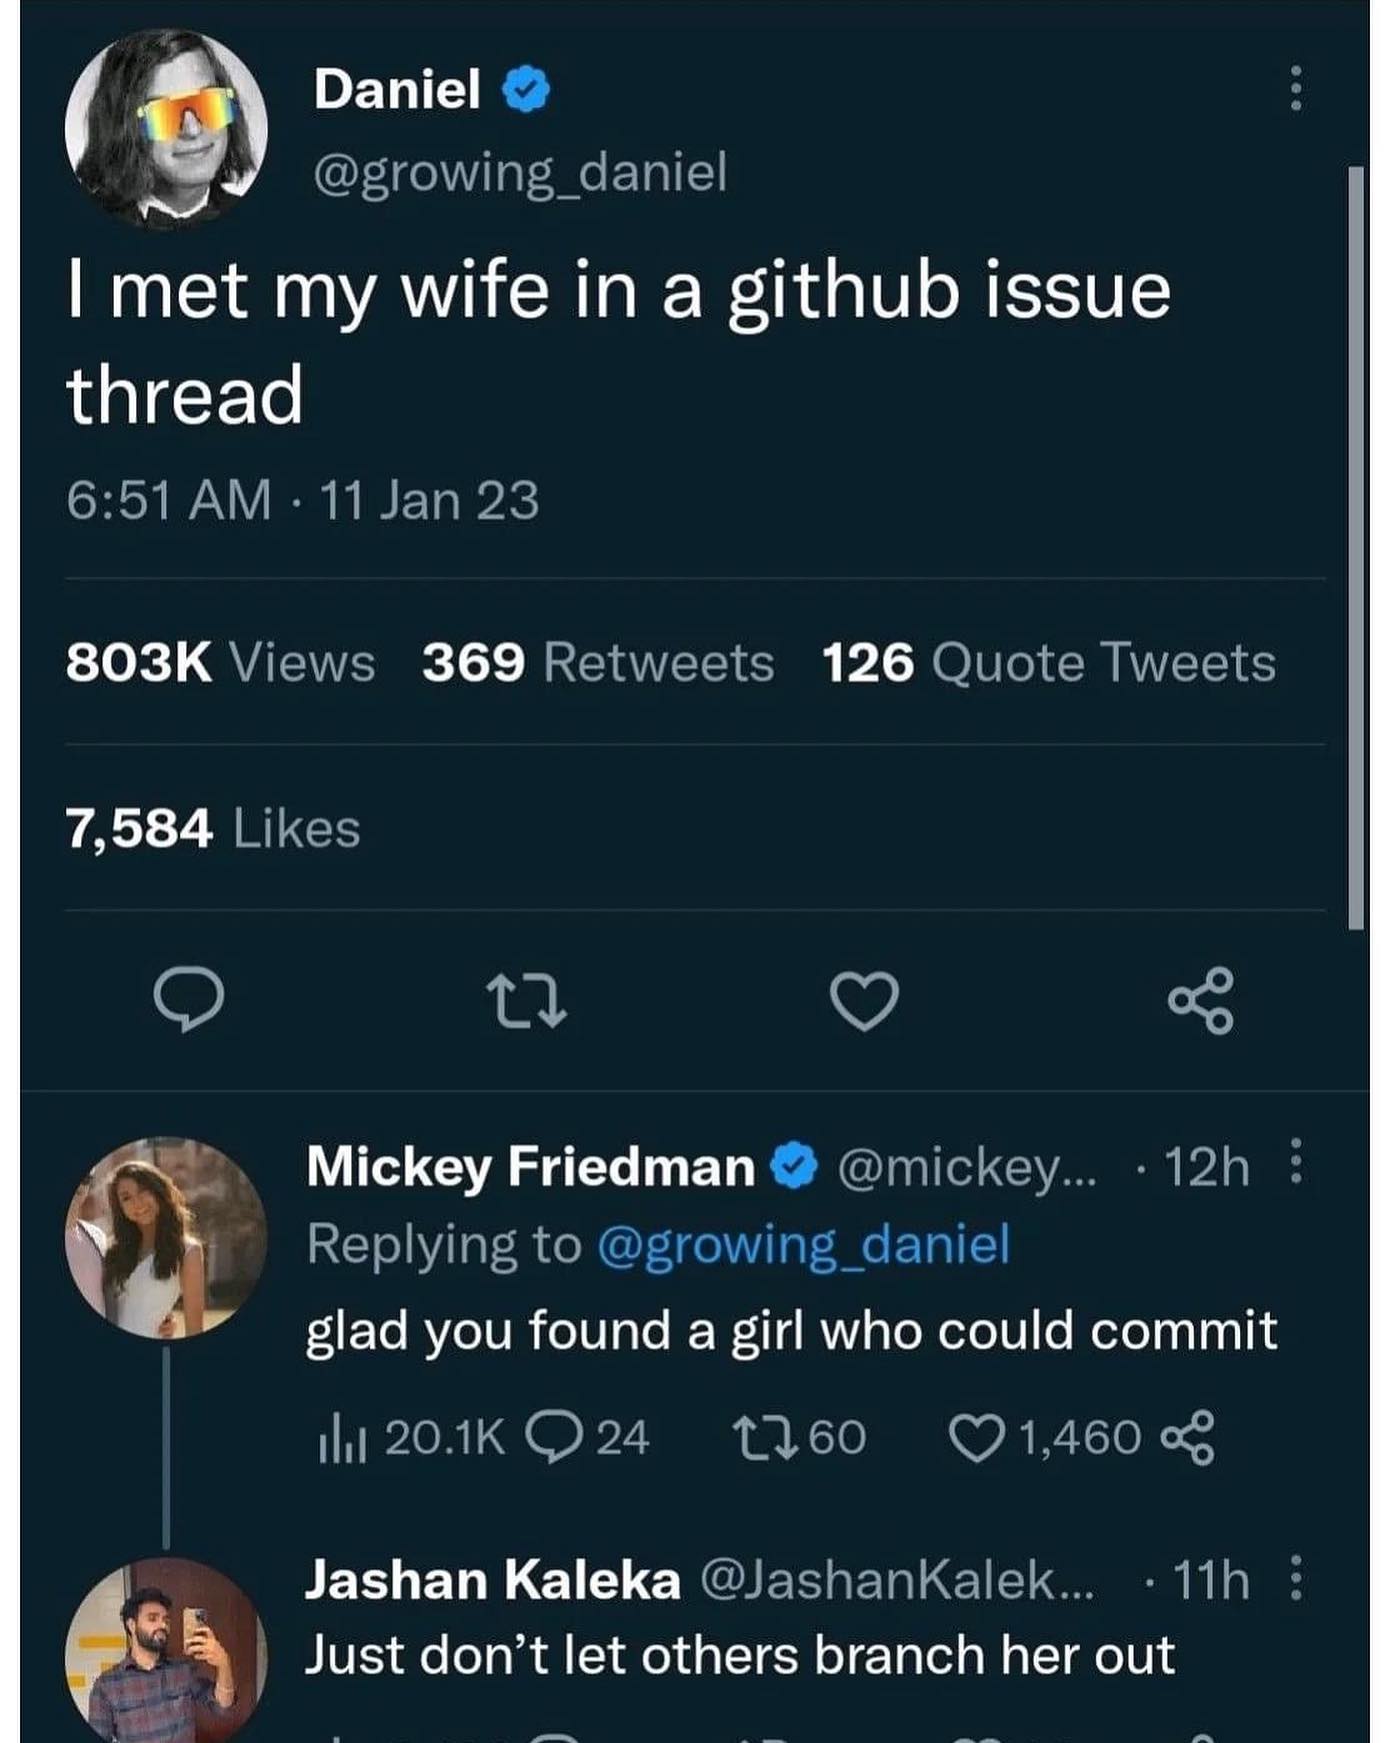 Daniel
@growing_daniel
I met my wife in a github issue
thread
6:51 AM · 11 Jan 23
803K Views 369 Retweets 126 Quote Tweets
7,584 Likes
Mickey Friedman @mickey... · 12h
Replying to @growing_daniel
glad you found a girl who could commit
20.1K 24 60 1,460
Jashan Kaleka @JashanKalek... · 11h
Just don’t let others branch her out